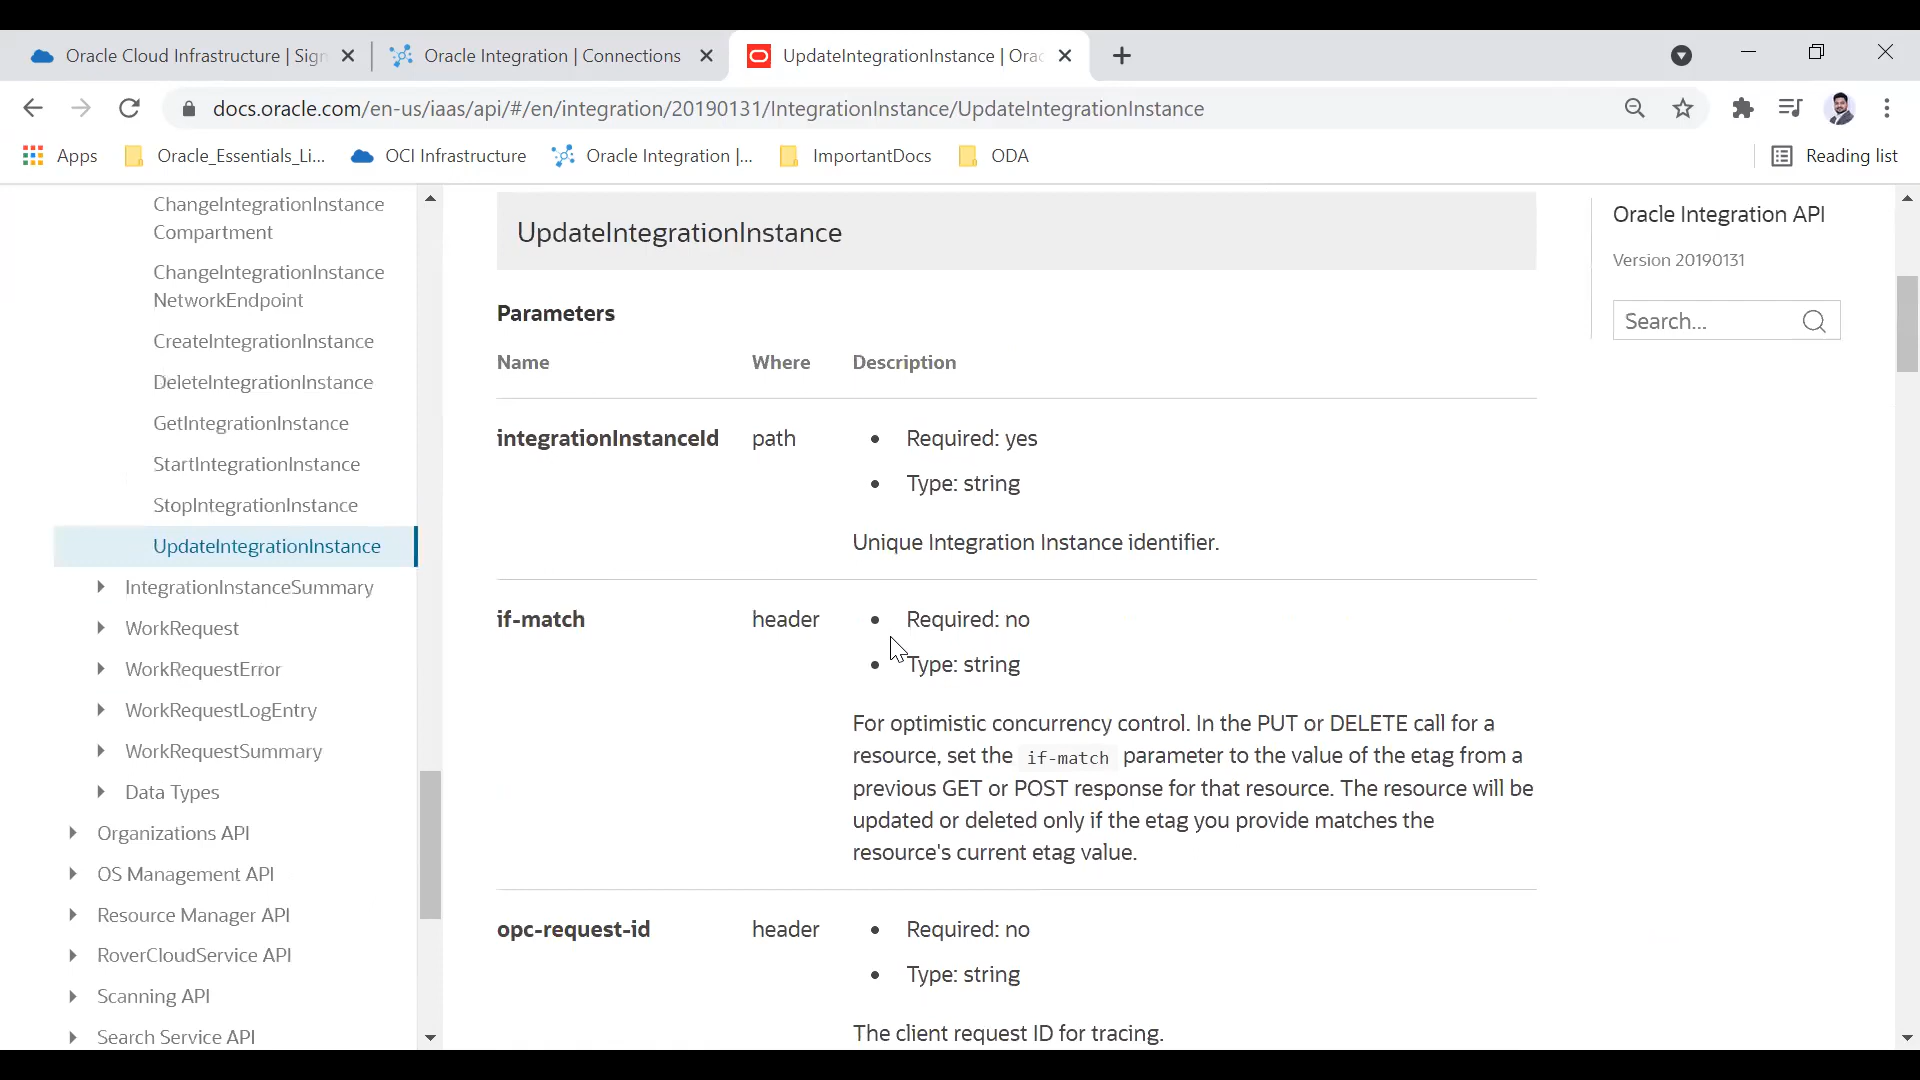 Oracle Cloud Infrastructure | Sign
Oracle Integration | Connections
UpdateIntegrationInstance | Orac
docs.oracle.com/en-us/iaas/api/#/en/integration/20190131/IntegrationInstance/UpdateIntegrationInstance
Apps
Oracle_Essentials_Li...
OCI Infrastructure
Oracle Integration |...
ImportantDocs
ODA
Reading list
ChangeIntegrationInstance
Compartment
ChangeIntegrationInstance
NetworkEndpoint
CreateIntegrationInstance
DeleteIntegrationInstance
GetIntegrationInstance
StartIntegrationInstance
StopIntegrationInstance
UpdateIntegrationInstance
IntegrationInstanceSummary
WorkRequest
WorkRequestError
WorkRequestLogEntry
WorkRequestSummary
Data Types
Organizations API
OS Management API
Resource Manager API
RoverCloudService API
Scanning API
Search Service API
UpdateIntegrationInstance
Parameters
Name Where Description
integrationInstanceId path • Required: yes
• Type: string
Unique Integration Instance identifier.
if-match header • Required: no
• Type: string
For optimistic concurrency control. In the PUT or DELETE call for a
resource, set the if-match parameter to the value of the etag from a
previous GET or POST response for that resource. The resource will be
updated or deleted only if the etag you provide matches the
resource's current etag value.
opc-request-id header • Required: no
• Type: string
The client request ID for tracing.
Oracle Integration API
Version 20190131
Search...